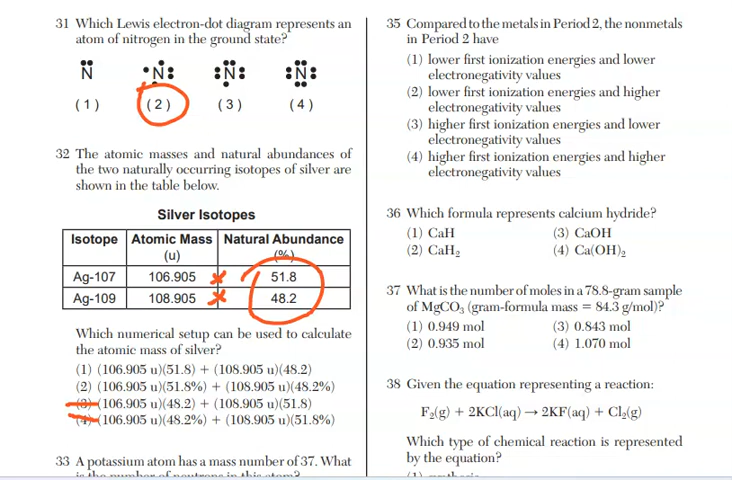 31 Which Lewis electron-dot diagram represents an
atom of nitrogen in the ground state?
N N N N
(1) (2) (3) (4)
32 The atomic masses and natural abundances of
the two naturally occurring isotopes of silver are
shown in the table below.
Silver Isotopes
Isotope Atomic Mass Natural Abundance
(u) (%)
Ag-107 106.905 51.8
Ag-109 108.905 48.2
Which numerical setup can be used to calculate
the atomic mass of silver?
(1) (106.905 u)(51.8) + (108.905 u)(48.2)
(2) (106.905 u)(51.8%) + (108.905 u)(48.2%)
(3) (106.905 u)(48.2) + (108.905 u)(51.8)
(4) (106.905 u)(48.2%) + (108.905 u)(51.8%)
33 A potassium atom has a mass number of 37. What
is the number of neutrons in this atom?
35 Compared to the metals in Period 2, the nonmetals
in Period 2 have
(1) lower first ionization energies and lower
electronegativity values
(2) lower first ionization energies and higher
electronegativity values
(3) higher first ionization energies and lower
electronegativity values
(4) higher first ionization energies and higher
electronegativity values
36 Which formula represents calcium hydride?
(1) CaH (3) CaOH
(2) CaH₂ (4) Ca(OH)₂
37 What is the number of moles in a 78.8-gram sample
of MgCO₃ (gram-formula mass = 84.3 g/mol)?
(1) 0.949 mol (3) 0.843 mol
(2) 0.935 mol (4) 1.070 mol
38 Given the equation representing a reaction:
F₂(g) + 2KCl(aq) → 2KF(aq) + Cl₂(g)
Which type of chemical reaction is represented
by the equation?